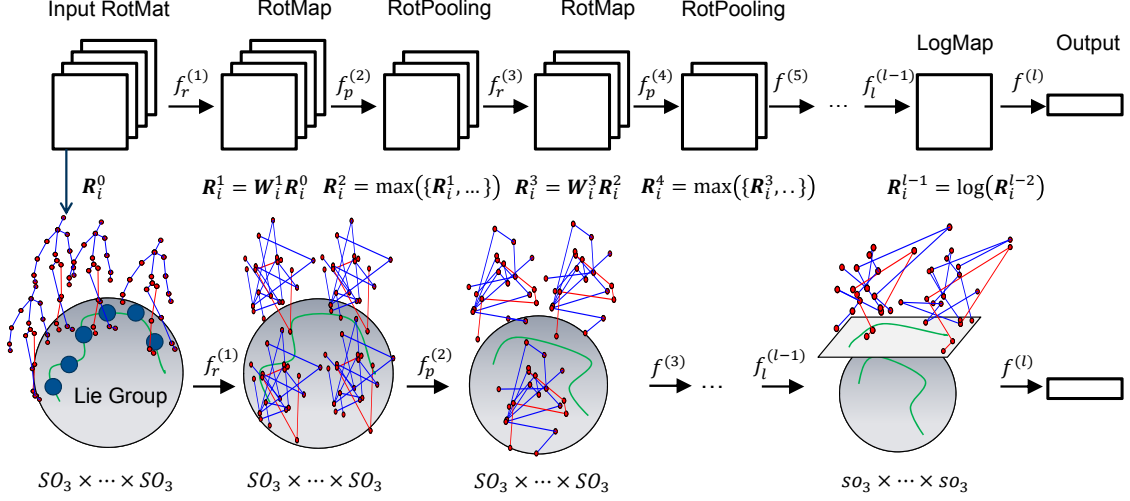 Input RotMat RotMap RotPooling RotMap RotPooling
LogMap Output
f_r^{(1)} f_p^{(2)} f_r^{(3)} f_p^{(4)} f^{(5)} ... f_l^{(l-1)} f^{(l)}
R_i^0 R_i^1 = W_i^1 R_i^0 R_i^2 = max({R_i^1, ...}) R_i^3 = W_i^3 R_i^2 R_i^4 = max({R_i^3, ..}) R_i^{l-1} = log(R_i^{l-2})
Lie Group f_r^{(1)} f_p^{(2)} f^{(3)} ... f_l^{(l-1)} f^{(l)}
SO_3 × ⋯ × SO_3 SO_3 × ⋯ × SO_3 SO_3 × ⋯ × SO_3 so_3 × ⋯ × so_3